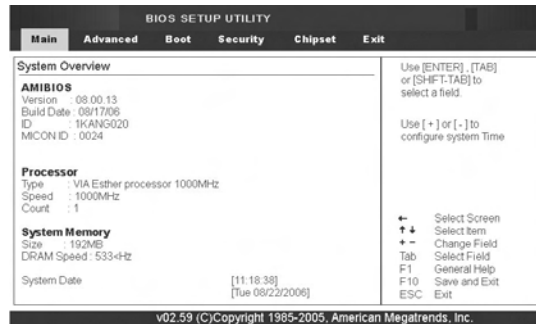 BIOS SETUP UTILITY
Main Advanced Boot Security Chipset Exit
System Overview
AMIBIOS
Version : 08.00.13
Build Date : 08/17/06
ID : 1KANG020
MICON ID : 0024
Processor
Type : VIA Esther processor 1000MHz
Speed : 1000MHz
Count : 1
System Memory
Size : 192MB
DRAM Speed : 533<Hz
System Date [11:18:38]
[Tue 08/22/2006]
Use [ENTER] , [TAB]
or [SHIFT-TAB] to
select a field.
Use [ + ] or [ - ] to
configure system Time
← Select Screen
↑ ↓ Select Item
+ - Change Field
Tab Select Field
F1 General Help
F10 Save and Exit
ESC Exit
v02.59 (C)Copyright 1985-2005, American Megatrends, Inc.